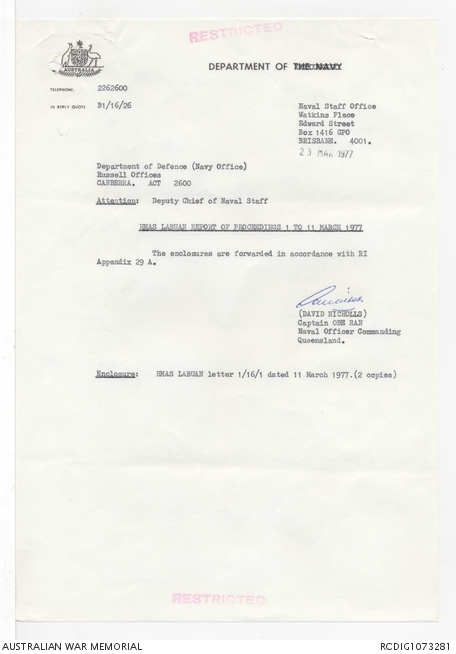 RESTRICTED
AUSTRALIA
DEPARTMENT OF THE NAVY
TELEPHONE: 2262600
IN REPLY QUOTE B1/16/26
Naval Staff Office
Watkins Place
Edward Street
Box 1416 GPO
BRISBANE. 4001.
23 MAR 1977
Department of Defence (Navy Office)
Russell Offices
CANBERRA. ACT 2600
Attention: Deputy Chief of Naval Staff
HMAS LABUAN REPORT OF PROCEEDINGS 1 TO 11 MARCH 1977
The enclosures are forwarded in accordance with RI
Appendix 29 A.
(DAVID NICHOLLS)
Captain OBE RAN
Naval Officer Commanding
Queensland.
Enclosure: HMAS LABUAN letter 1/16/1 dated 11 March 1977.(2 copies)
RESTRICTED
AUSTRALIAN WAR MEMORIAL
RCDIG1073281